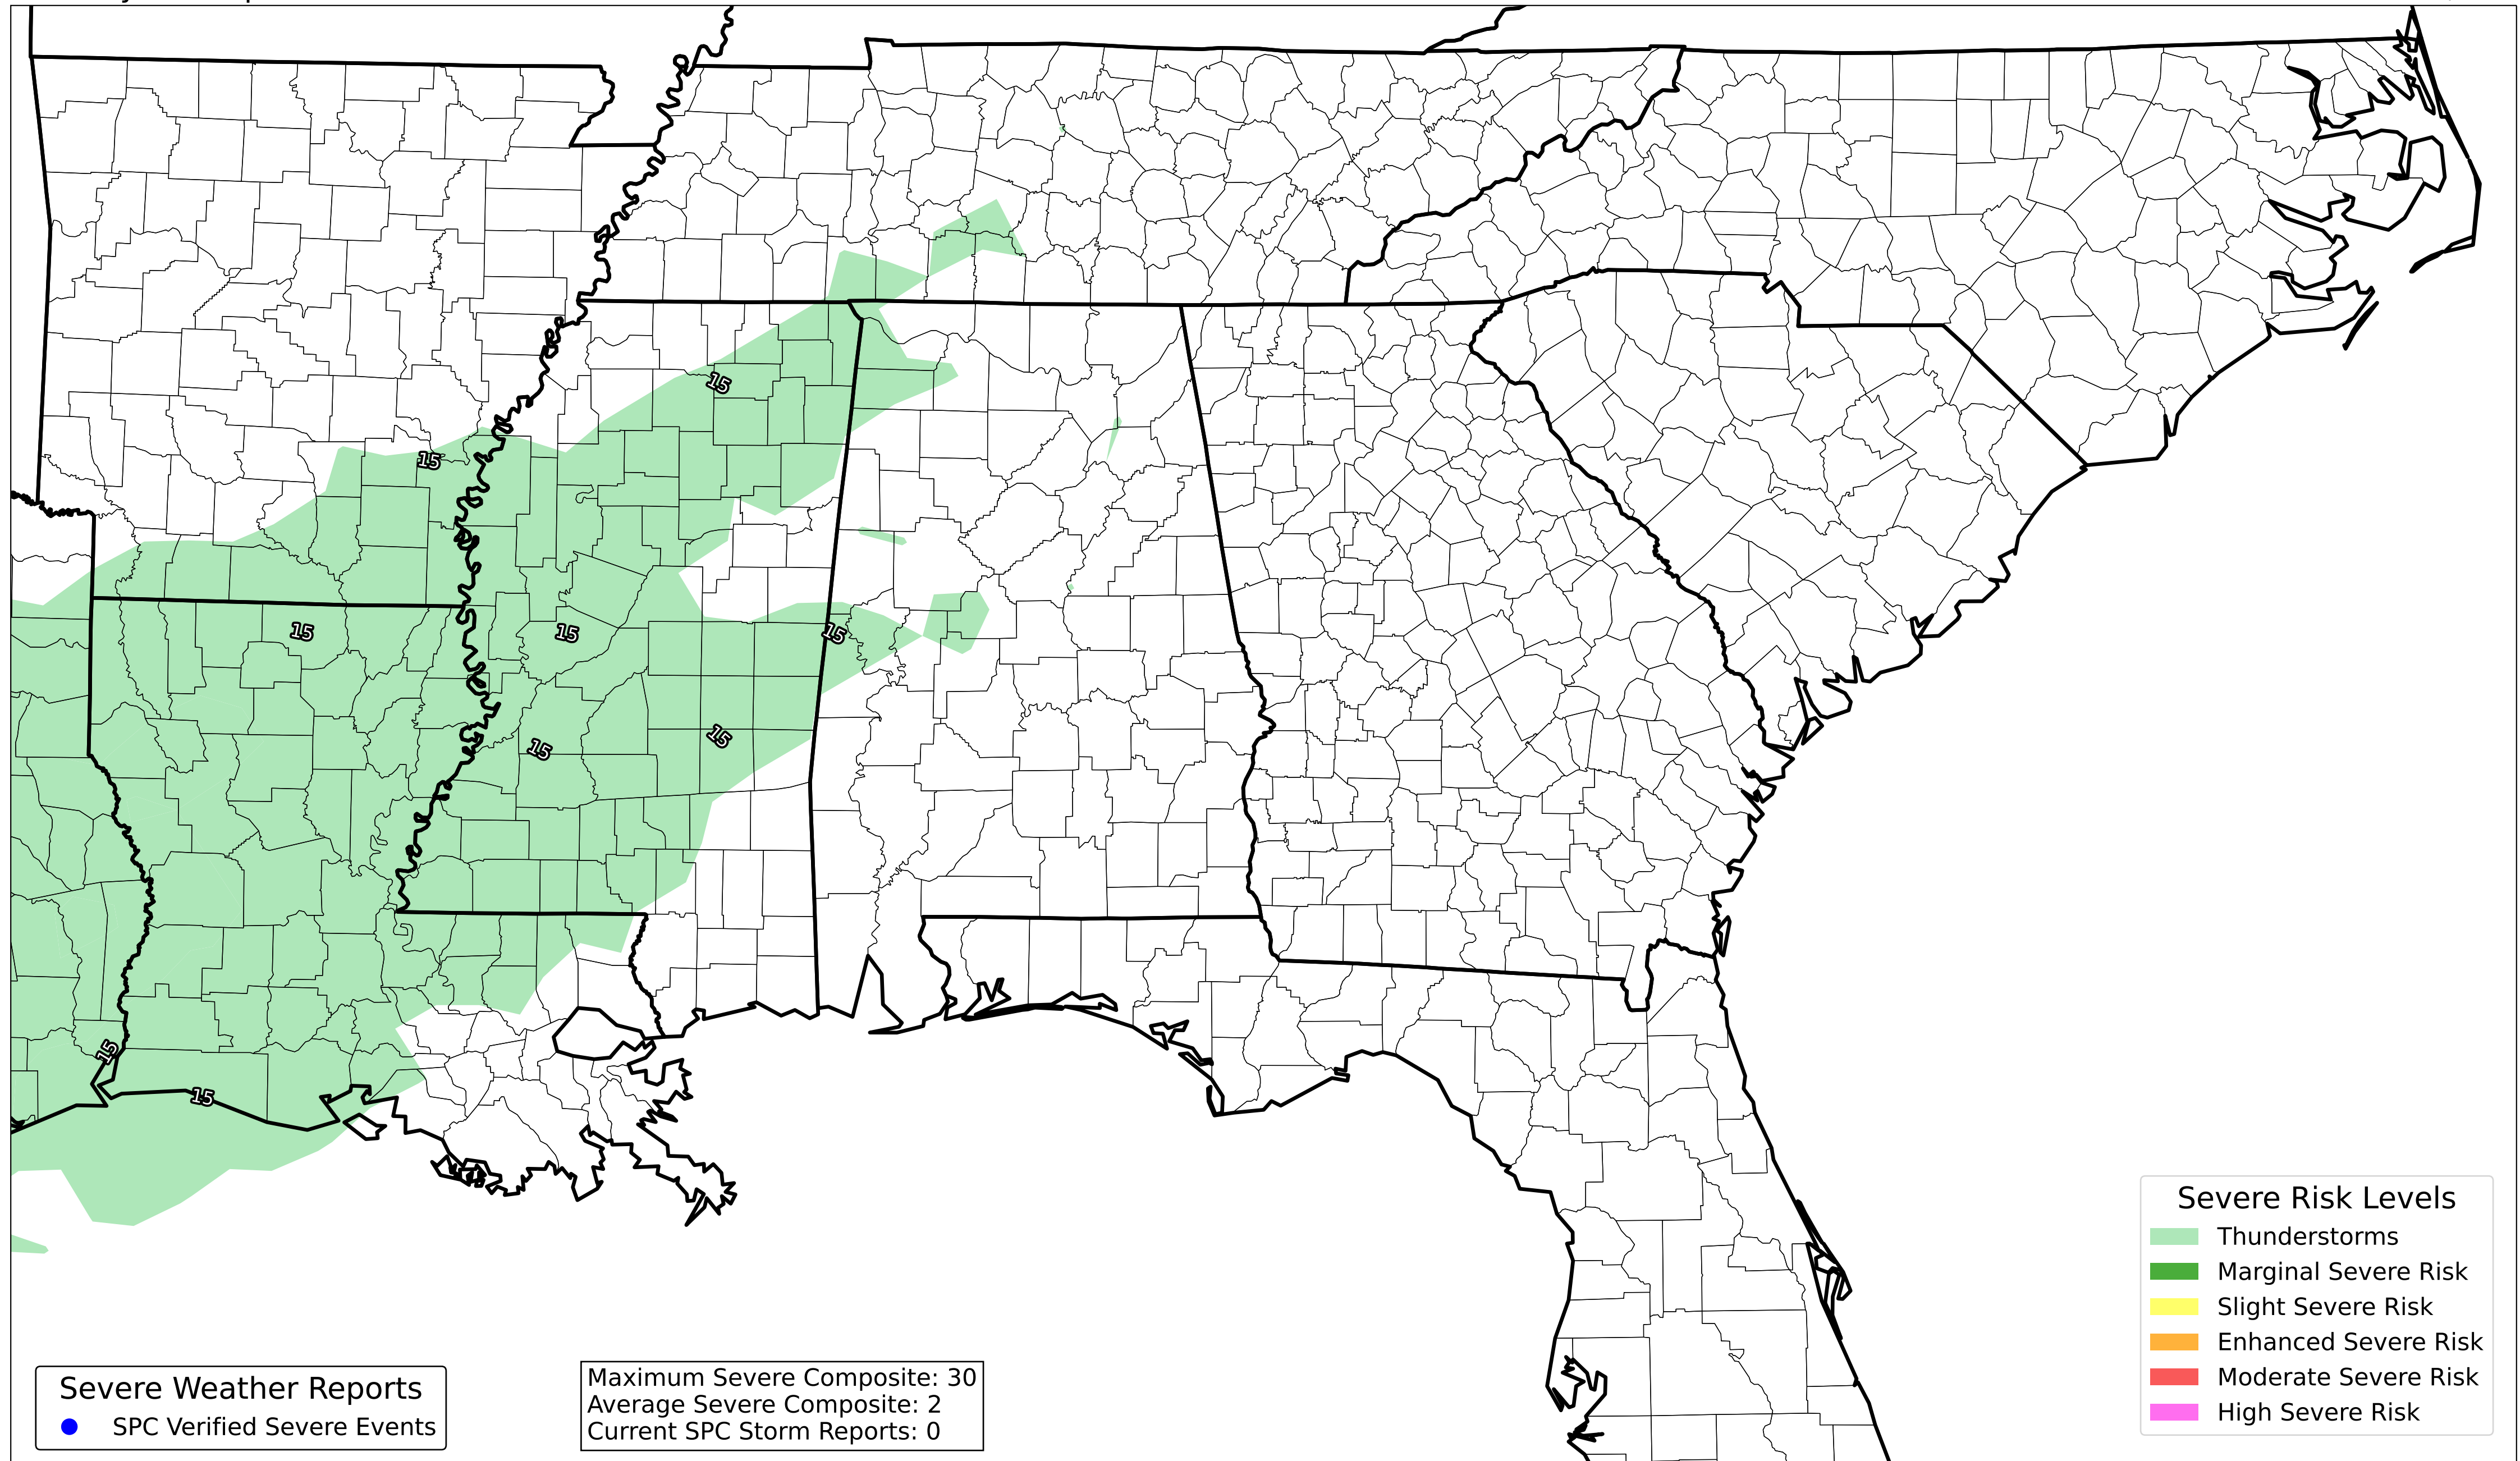 15
15
15
15
15
15
15
15
15
Severe Risk Levels
Thunderstorms
Marginal Severe Risk
Slight Severe Risk
Enhanced Severe Risk
Moderate Severe Risk
High Severe Risk
Severe Weather Reports
SPC Verified Severe Events
Maximum Severe Composite: 30
Average Severe Composite: 2
Current SPC Storm Reports: 0